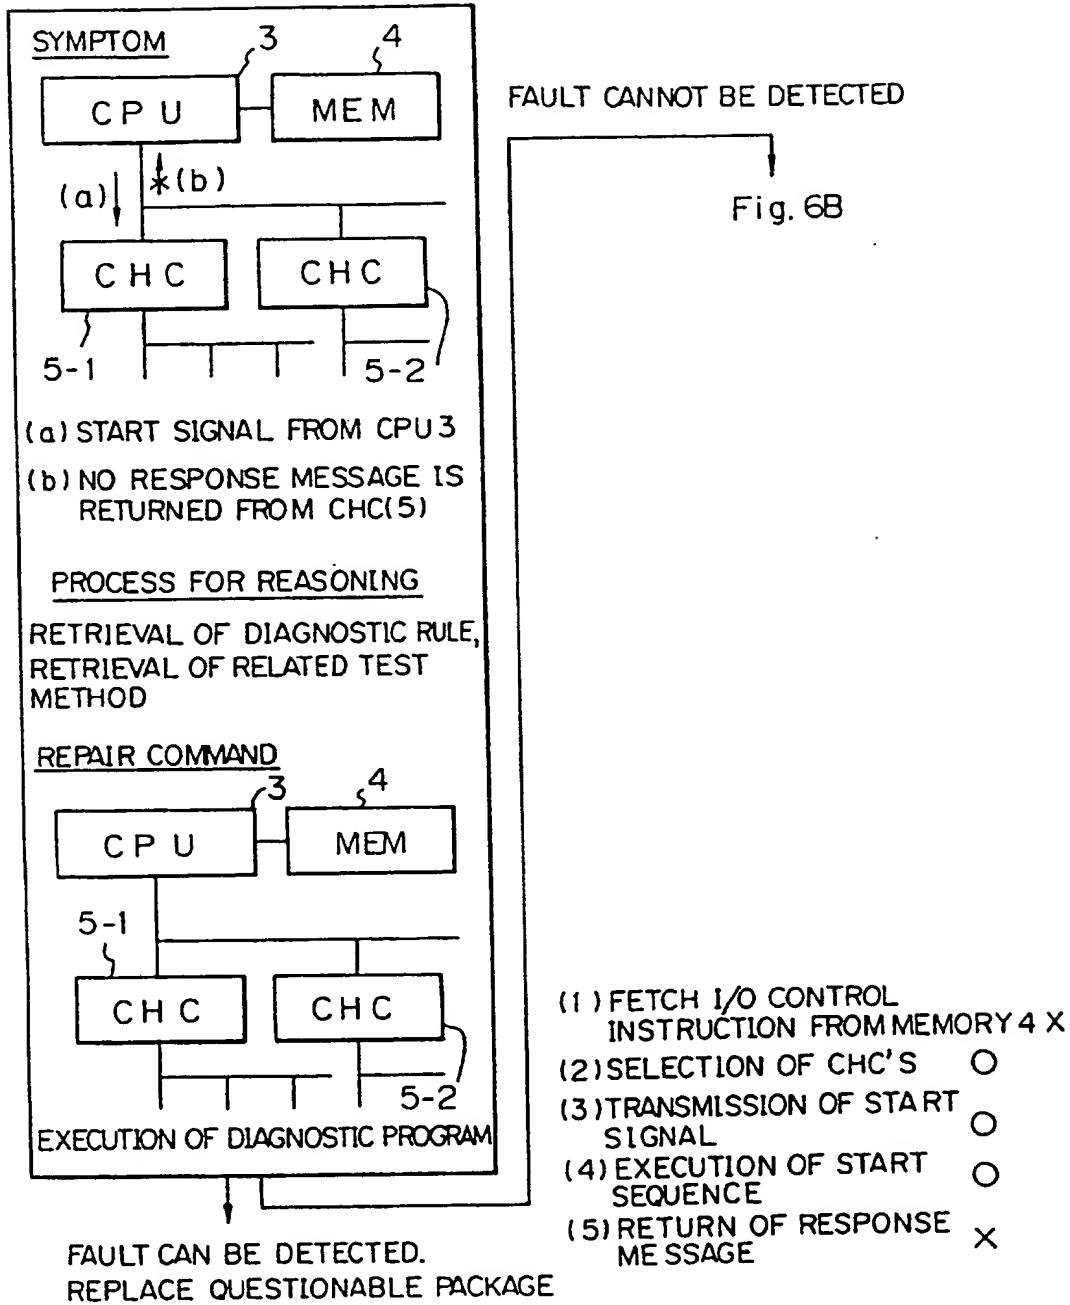 SYMPTOM
3
4
CPU
MEM
(a)
(b)
CHC
CHC
5-1
5-2
(a) START SIGNAL FROM CPU 3
(b) NO RESPONSE MESSAGE IS
RETURNED FROM CHC(5)
PROCESS FOR REASONING
RETRIEVAL OF DIAGNOSTIC RULE,
RETRIEVAL OF RELATED TEST
METHOD
REPAIR COMMAND
3
4
CPU
MEM
5-1
CHC
CHC
5-2
EXECUTION OF DIAGNOSTIC PROGRAM
FAULT CAN BE DETECTED.
REPLACE QUESTIONABLE PACKAGE
FAULT CANNOT BE DETECTED
Fig. 6B
(1) FETCH I/O CONTROL
INSTRUCTION FROM MEMORY 4 X
(2) SELECTION OF CHC'S O
(3) TRANSMISSION OF START
SIGNAL O
(4) EXECUTION OF START
SEQUENCE O
(5) RETURN OF RESPONSE
MESSAGE X